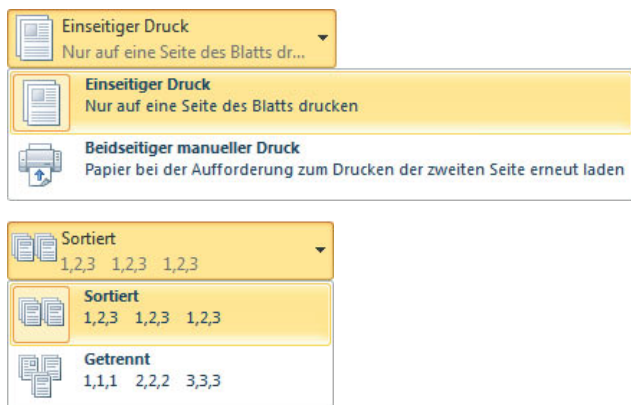 Einseitiger Druck
Nur auf eine Seite des Blatts dr...
Einseitiger Druck
Nur auf eine Seite des Blatts drucken
Beidseitiger manueller Druck
Papier bei der Aufforderung zum Drucken der zweiten Seite erneut laden
Sortiert
1,2,3 1,2,3 1,2,3
Sortiert
1,2,3 1,2,3 1,2,3
Getrennt
1,1,1 2,2,2 3,3,3